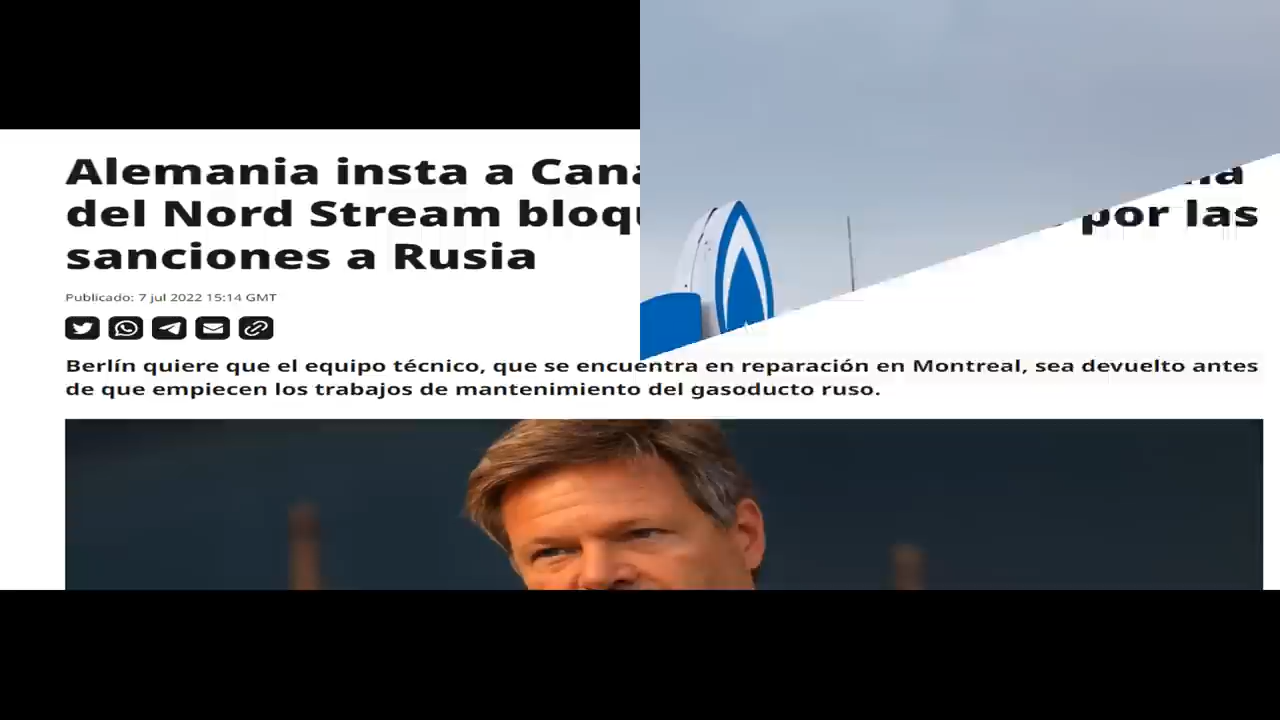 Alemania insta a
del Nord Stream por las
sanciones a Rusia
Publicado: 7 jul 2022 15:14 GMT
Berlín quiere que el equipo técnico, que se encuentra en reparación en Montreal, sea devuelto antes
de que empiecen los trabajos de mantenimiento del gasoducto ruso.